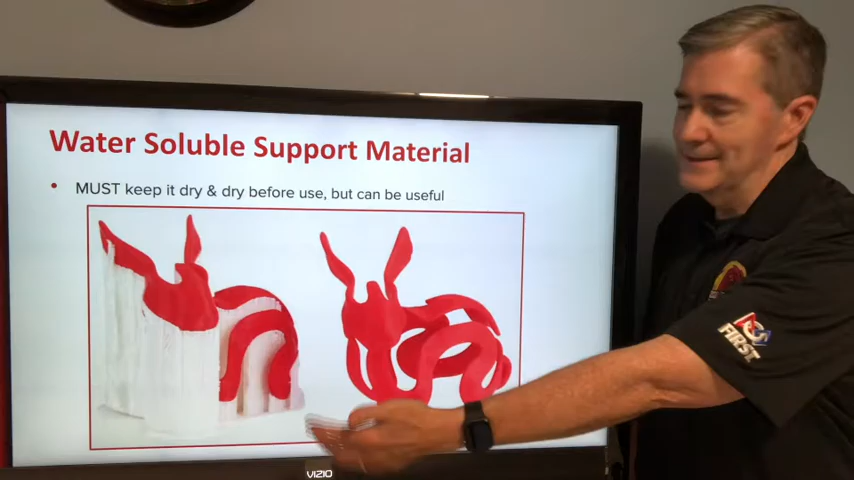 Water Soluble Support Material
• MUST keep it dry & dry before use, but can be useful
FIRST
VIZIO